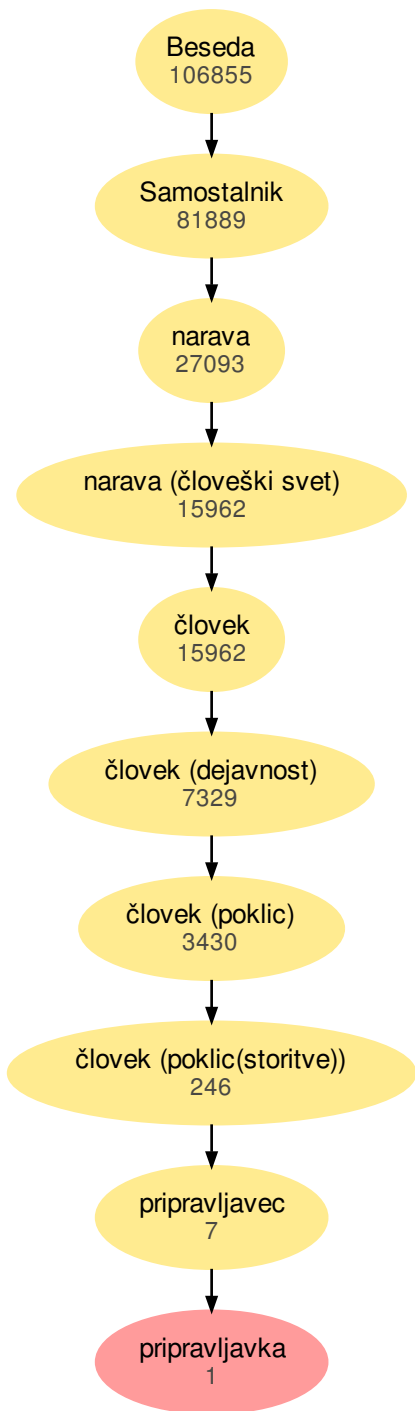 Beseda
106855
Samostalnik
81889
narava
27093
narava (človeški svet)
15962
človek
15962
človek (dejavnost)
7329
človek (poklic)
3430
človek (poklic(storitve))
246
pripravljavec
7
pripravljavka
1